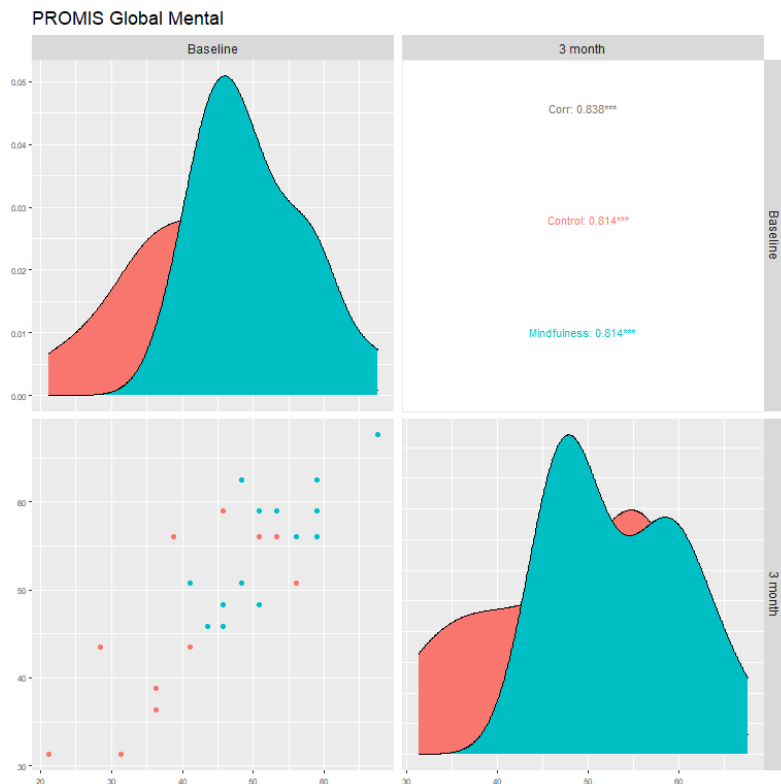 PROMIS Global Mental
Baseline
3 month
0.05
0.04
0.03
0.02
0.01
0.00
Corr: 0.838***
Control: 0.814***
Mindfulness: 0.814***
Baseline
60
50
40
30
3 month
20
30
40
50
60
30
40
50
60